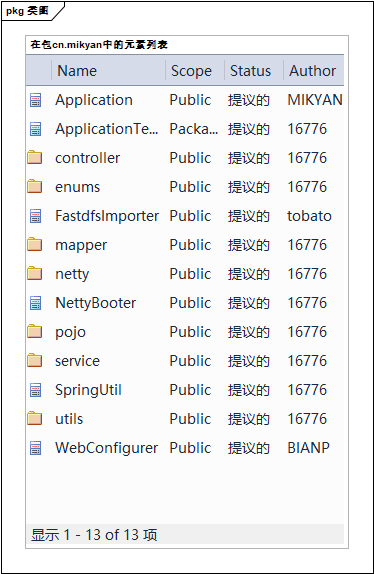 pkg 类图
在包cn.mikyan中的元素列表
Name Scope Status Author
Application Public 提议的 MIKYAN
ApplicationTe... Packa... 提议的 16776
controller Public 提议的 16776
enums Public 提议的 16776
FastdfsImporter Public 提议的 tobato
mapper Public 提议的 16776
netty Public 提议的 16776
NettyBooter Public 提议的 16776
pojo Public 提议的 16776
service Public 提议的 16776
SpringUtil Public 提议的 16776
utils Public 提议的 16776
WebConfigurer Public 提议的 BIANP
显示 1 - 13 of 13 项